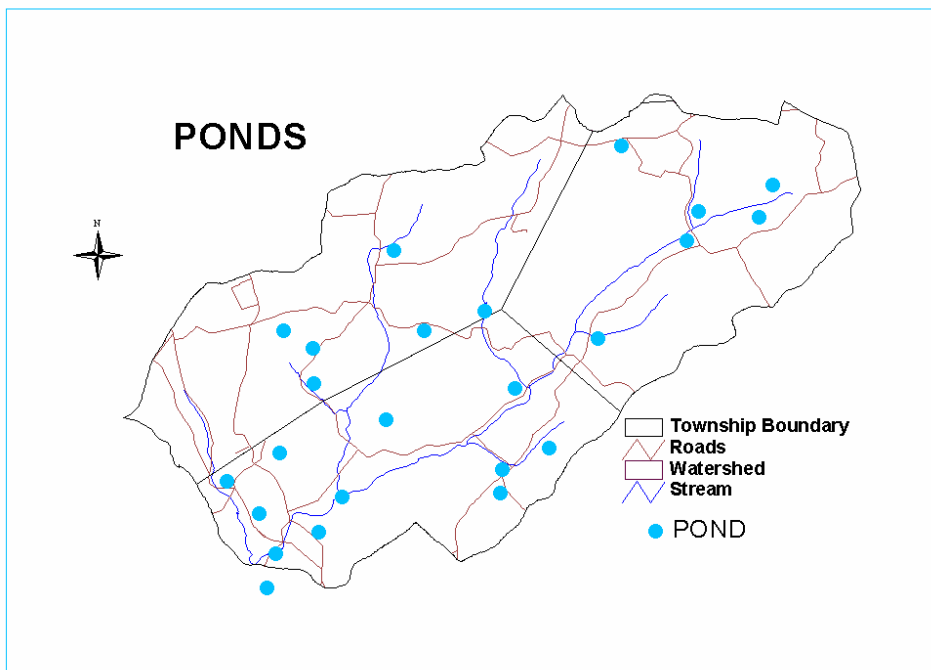 PONDS
N
Township Boundary
Roads
Watershed
Stream
POND